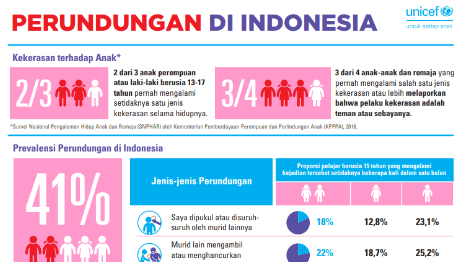 PERUNDUNGAN DI INDONESIA
unicef
untuk setiap anak
Kekerasan terhadap Anak*
2/3
2 dari 3 anak perempuan
atau laki-laki berusia 13-17
tahun pernah mengalami
setidaknya satu jenis
kekerasan selama hidupnya.
3/4
3 dari 4 anak-anak dan remaja yang
pernah mengalami salah satu jenis
kekerasan atau lebih melaporkan
bahwa pelaku kekerasan adalah
teman atau sebayanya.
*Survei Nasional Pengalaman Hidup Anak dan Remaja (SNPHAR) oleh Kementerian Pemberdayaan Perempuan dan Perlindungan Anak (KPPPA), 2018.
Prevalensi Perundungan di Indonesia
41%
Jenis-jenis Perundungan
Proporsi pelajar berusia 15 tahun yang mengalami
kejadian tersebut setidaknya beberapa kali dalam satu bulan
Saya dipukul atau disuruh-
suruh oleh murid lainnya
18%
12,8%
23,1%
Murid lain mengambil
atau menghancurkan
22%
18,7%
25,2%